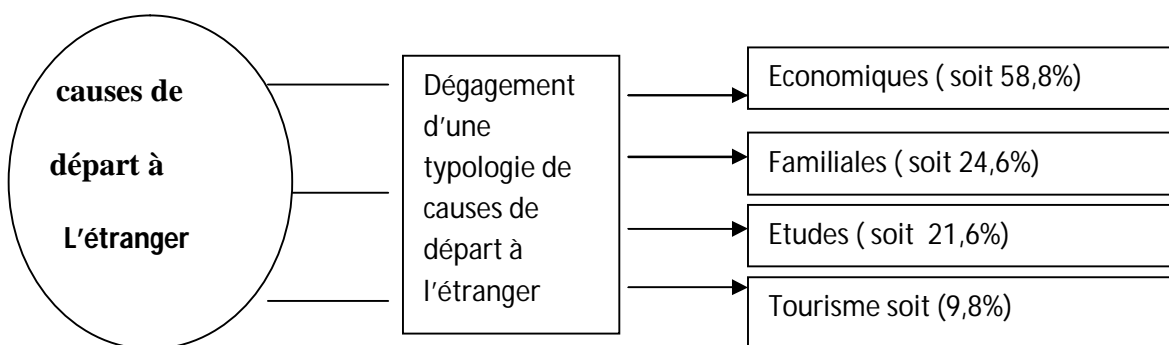 causes de
départ à
L'étranger
Dégagement
d'une
typologie de
causes de
départ à
l'étranger
Economiques ( soit 58,8%)
Familiales ( soit 24,6%)
Etudes ( soit 21,6%)
Tourisme soit (9,8%)